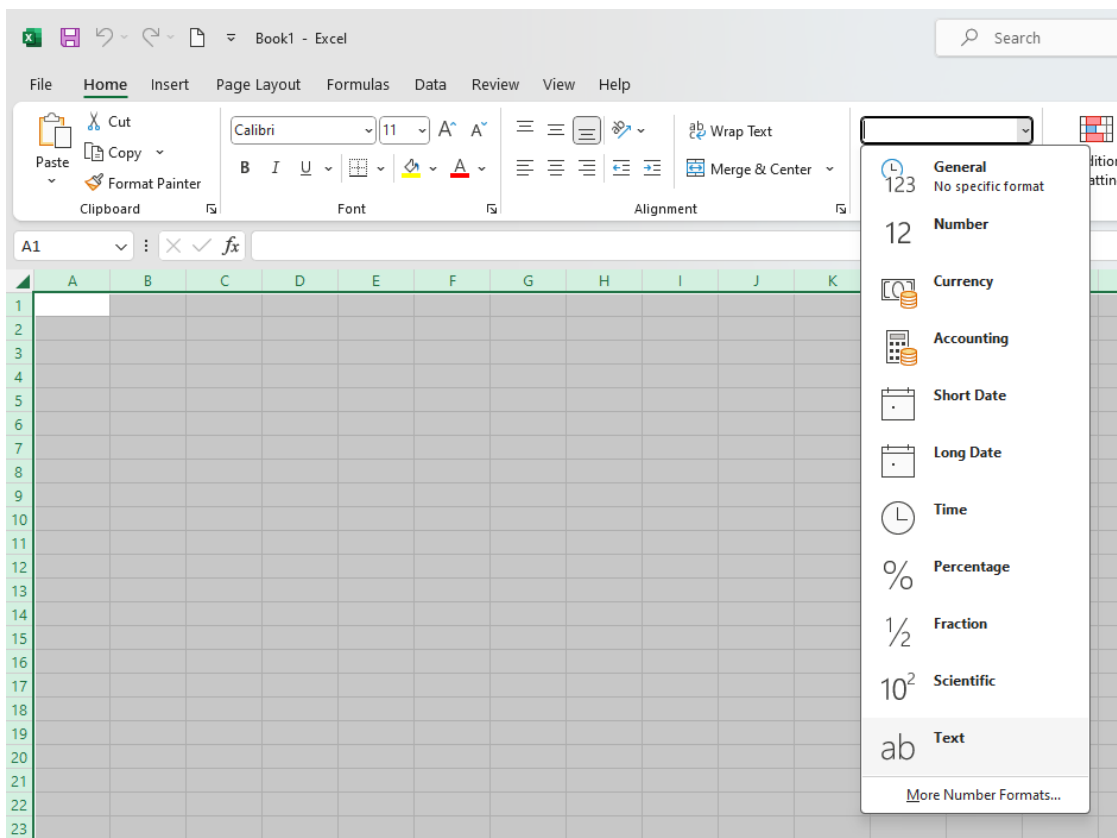 Book1 - Excel
Search
File Home Insert Page Layout Formulas Data Review View Help
Paste
Cut
Copy
Format Painter
Clipboard
Calibri 11 A A
B I U A
Font
ab Wrap Text
Merge & Center
Alignment
A1 fx
A B C D E F G H I J K
1
2
3
4
5
6
7
8
9
10
11
12
13
14
15
16
17
18
19
20
21
22
23
123 General
No specific format
12 Number
Currency
Accounting
Short Date
Long Date
Time
% Percentage
1/2 Fraction
10² Scientific
ab Text
More Number Formats...